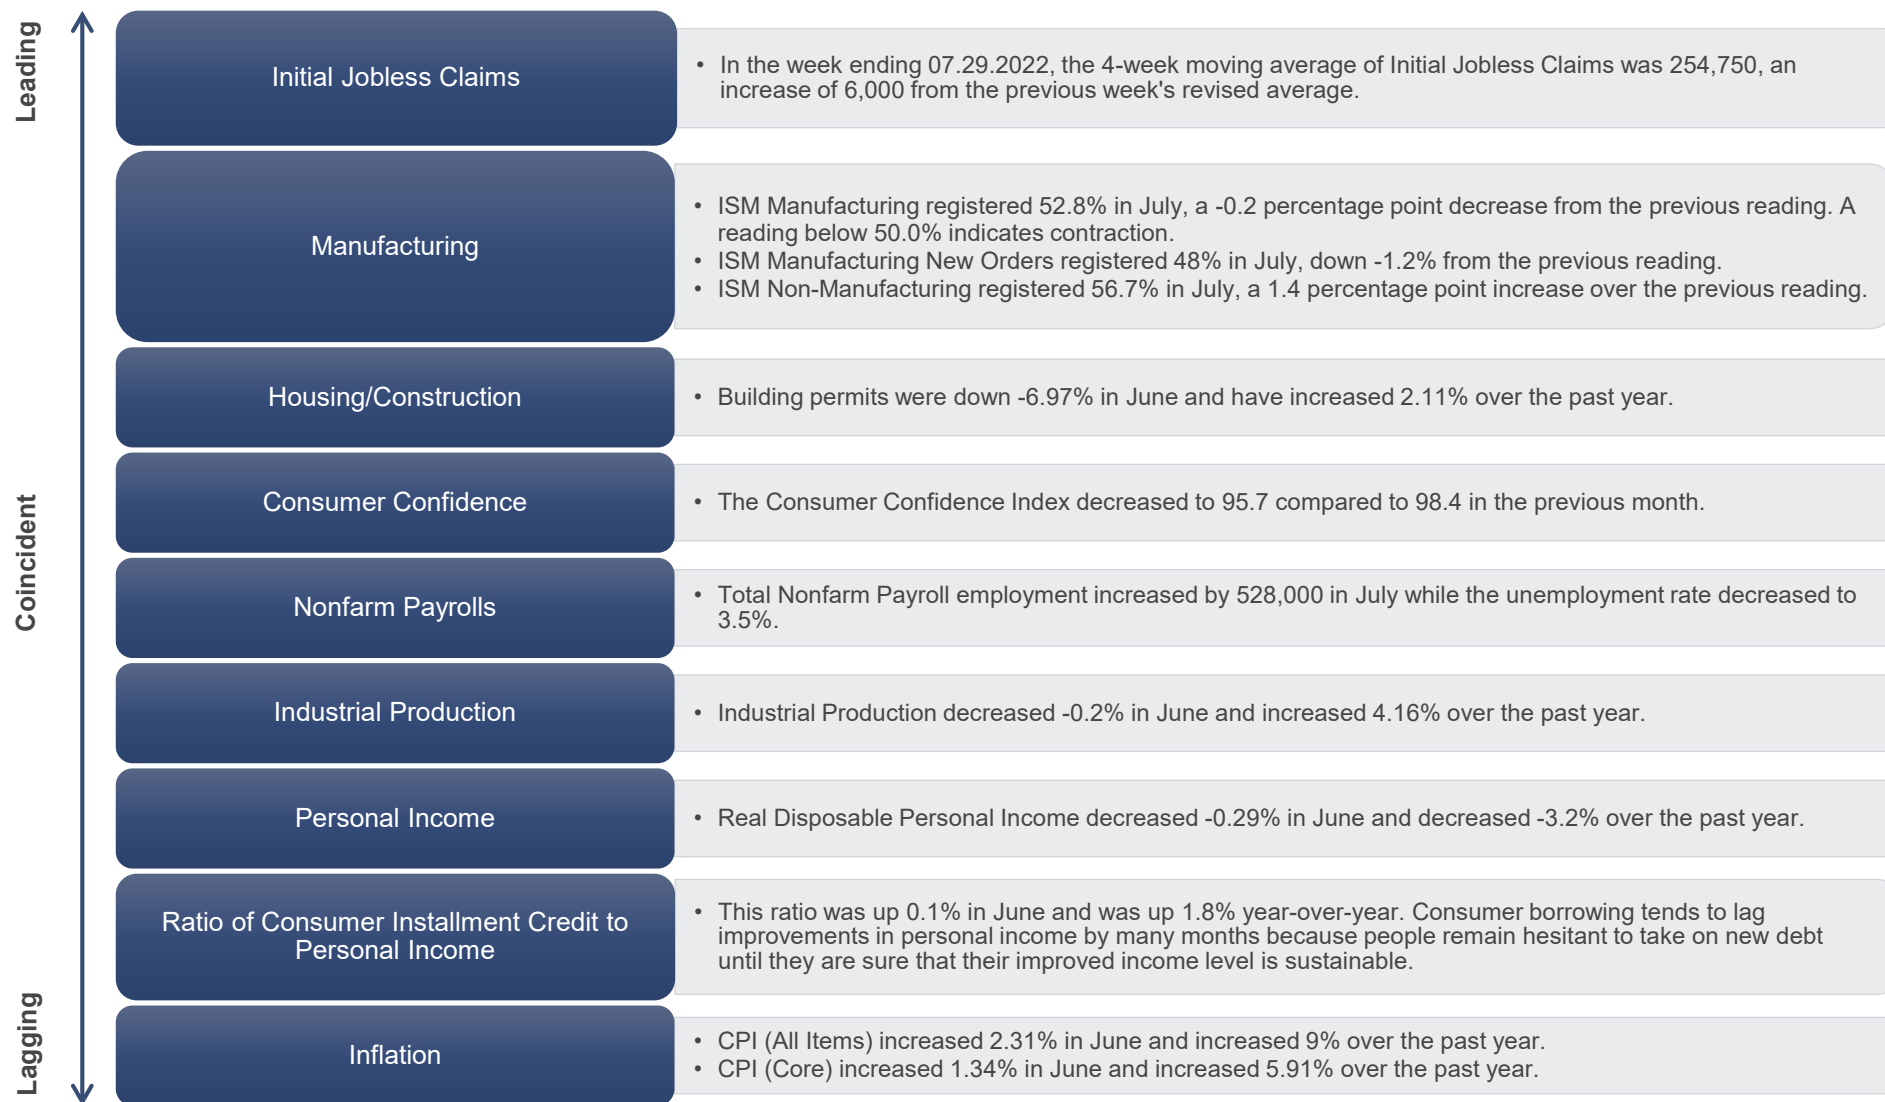 Leading
Initial Jobless Claims
• In the week ending 07.29.2022, the 4-week moving average of Initial Jobless Claims was 254,750, an
increase of 6,000 from the previous week's revised average.
Manufacturing
• ISM Manufacturing registered 52.8% in July, a -0.2 percentage point decrease from the previous reading. A
reading below 50.0% indicates contraction.
• ISM Manufacturing New Orders registered 48% in July, down -1.2% from the previous reading.
• ISM Non-Manufacturing registered 56.7% in July, a 1.4 percentage point increase over the previous reading.
Housing/Construction
• Building permits were down -6.97% in June and have increased 2.11% over the past year.
Coincident
Consumer Confidence
• The Consumer Confidence Index decreased to 95.7 compared to 98.4 in the previous month.
Nonfarm Payrolls
• Total Nonfarm Payroll employment increased by 528,000 in July while the unemployment rate decreased to
3.5%.
Industrial Production
• Industrial Production decreased -0.2% in June and increased 4.16% over the past year.
Personal Income
• Real Disposable Personal Income decreased -0.29% in June and decreased -3.2% over the past year.
Ratio of Consumer Installment Credit to
Personal Income
• This ratio was up 0.1% in June and was up 1.8% year-over-year. Consumer borrowing tends to lag
improvements in personal income by many months because people remain hesitant to take on new debt
until they are sure that their improved income level is sustainable.
Lagging
Inflation
• CPI (All Items) increased 2.31% in June and increased 9% over the past year.
• CPI (Core) increased 1.34% in June and increased 5.91% over the past year.